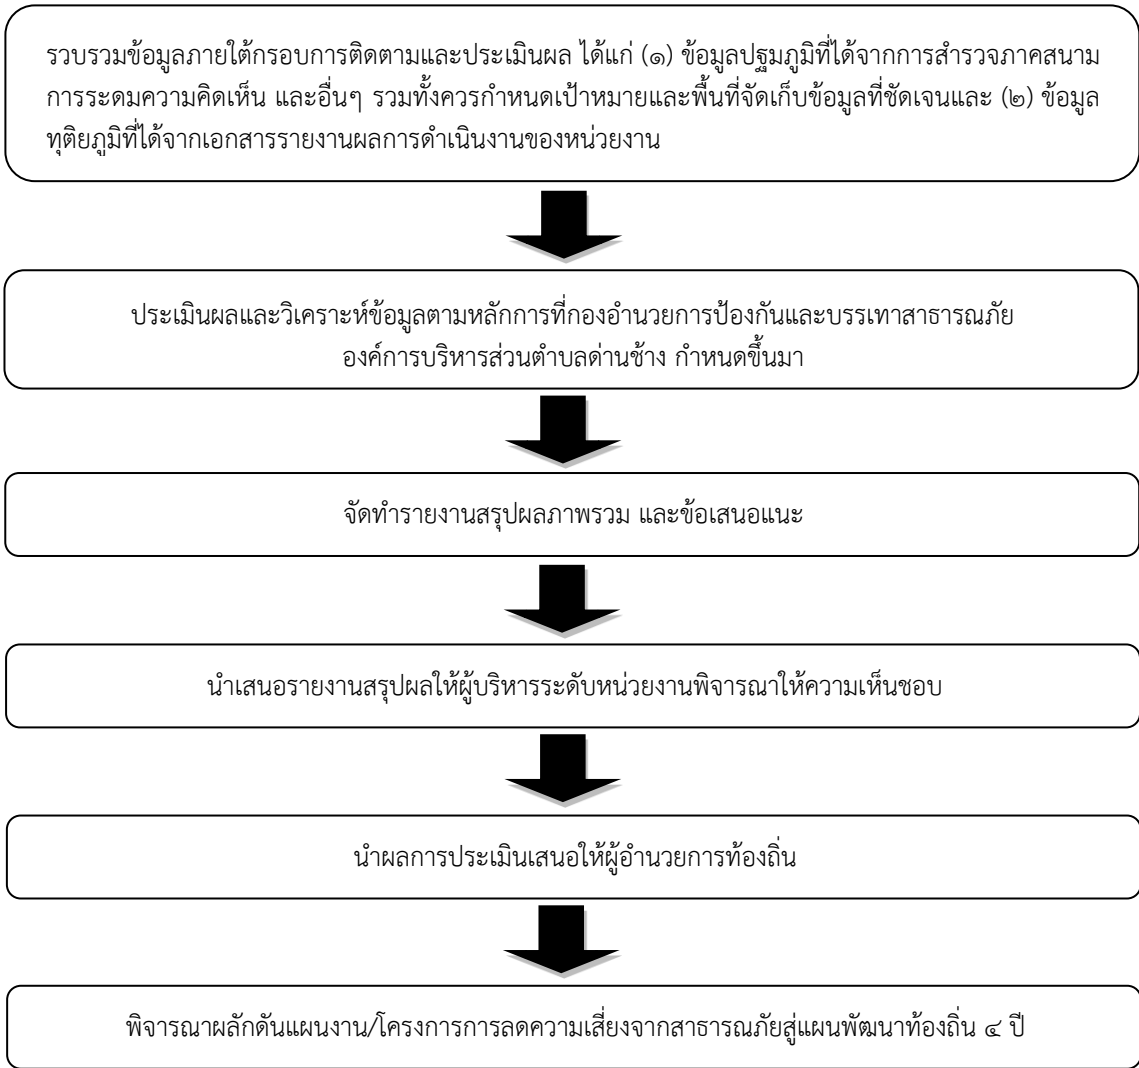 รวบรวมข้อมูลภายใต้กรอบการติดตามและประเมินผล ได้แก่ (๑) ข้อมูลปฐมภูมิที่ได้จากการสำรวจภาคสนาม
การระดมความคิดเห็น และอื่นๆ รวมทั้งควรกำหนดเป้าหมายและพื้นที่จัดเก็บข้อมูลที่ชัดเจนและ (๒) ข้อมูล
ทุติยภูมิที่ได้จากเอกสารรายงานผลการดำเนินงานของหน่วยงาน
ประเมินผลและวิเคราะห์ข้อมูลตามหลักการที่กองอำนวยการป้องกันและบรรเทาสาธารณภัย
องค์การบริหารส่วนตำบลด่านช้าง กำหนดขึ้นมา
จัดทำรายงานสรุปผลภาพรวม และข้อเสนอแนะ
นำเสนอรายงานสรุปผลให้ผู้บริหารระดับหน่วยงานพิจารณาให้ความเห็นชอบ
นำผลการประเมินเสนอให้ผู้อำนวยการท้องถิ่น
พิจารณาผลักดันแผนงาน/โครงการการลดความเสี่ยงจากสาธารณภัยสู่แผนพัฒนาท้องถิ่น ๔ ปี